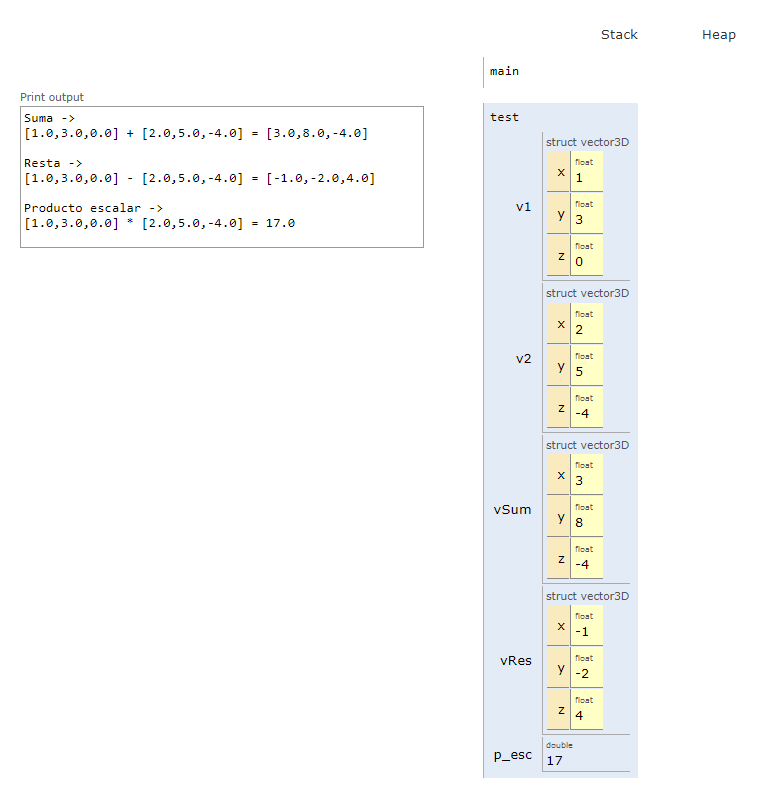 Stack Heap
main
Print output
Suma ->
[1.0,3.0,0.0] + [2.0,5.0,-4.0] = [3.0,8.0,-4.0]
Resta ->
[1.0,3.0,0.0] - [2.0,5.0,-4.0] = [-1.0,-2.0,4.0]
Producto escalar ->
[1.0,3.0,0.0] * [2.0,5.0,-4.0] = 17.0
test
struct vector3D
v1
float
x 1
float
y 3
float
z 0
struct vector3D
v2
float
x 2
float
y 5
float
z -4
struct vector3D
vSum
float
x 3
float
y 8
float
z -4
struct vector3D
vRes
float
x -1
float
y -2
float
z 4
double
p_esc 17